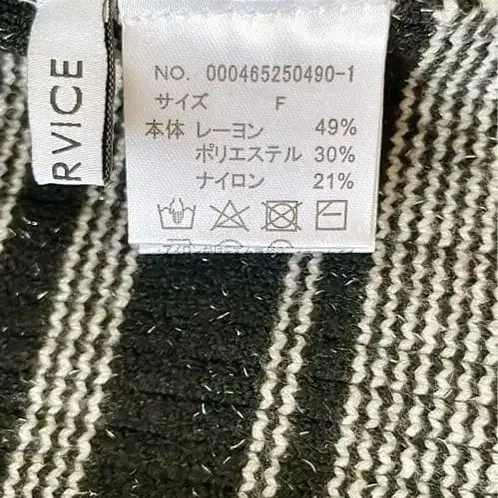 RVICE
NO. 000465250490-1
サイズ F
本体 レーヨン 49%
ポリエステル 30%
ナイロン 21%